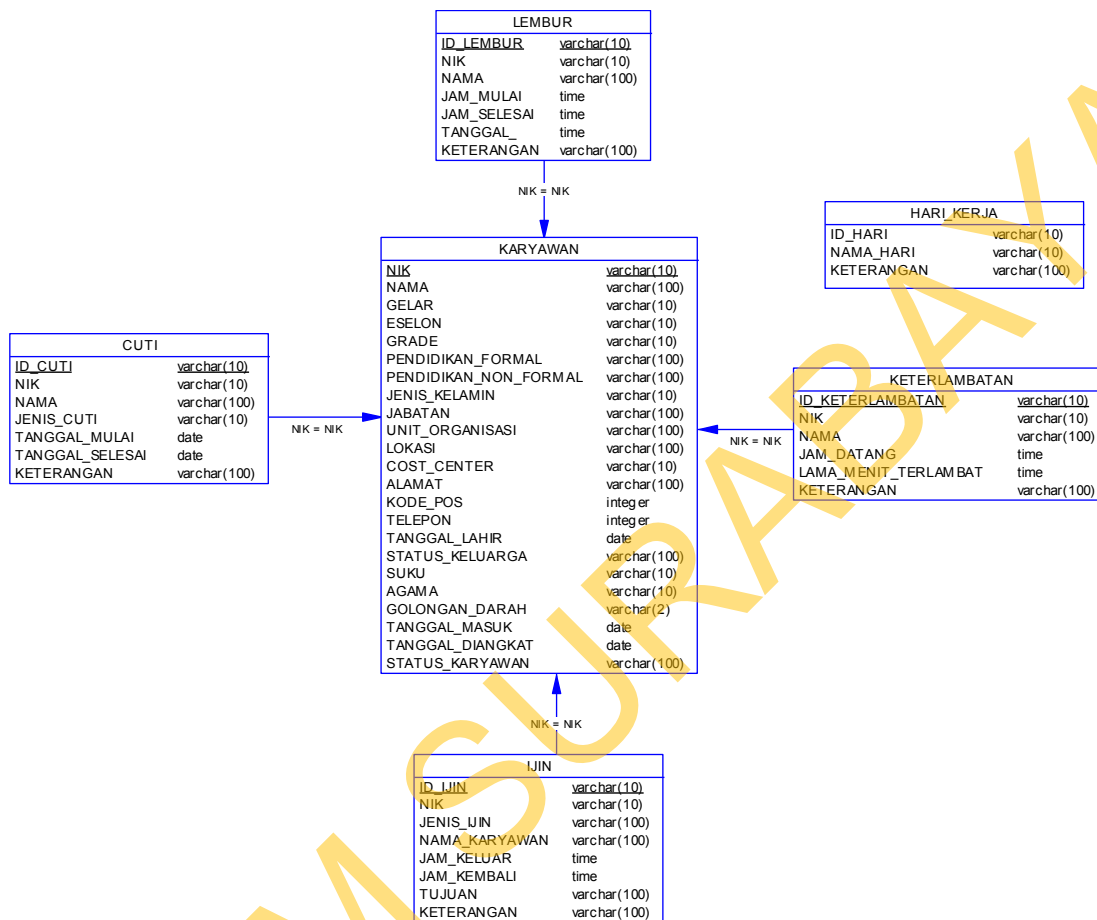 LEMBUR
ID_LEMBUR varchar(10)
NIK varchar(10)
NAMA varchar(100)
JAM_MULAI time
JAM_SELESAI time
TANGGAL_ time
KETERANGAN varchar(100)
NIK = NIK
HARI_KERJA
ID_HARI varchar(10)
NAMA_HARI varchar(10)
KETERANGAN varchar(100)
KARYAWAN
NIK varchar(10)
NAMA varchar(100)
GELAR varchar(10)
ESELON varchar(10)
GRADE varchar(10)
PENDIDIKAN_FORMAL varchar(100)
PENDIDIKAN_NON_FORMAL varchar(100)
JENIS_KELAMIN varchar(10)
JABATAN varchar(100)
UNIT_ORGANISASI varchar(100)
LOKASI varchar(100)
COST_CENTER varchar(10)
ALAMAT varchar(100)
KODE_POS integer
TELEPON integer
TANGGAL_LAHIR date
STATUS_KELUARGA varchar(100)
SUKU varchar(10)
AGAMA varchar(10)
GOLONGAN_DARAH varchar(2)
TANGGAL_MASUK date
TANGGAL_DIANGKAT date
STATUS_KARYAWAN varchar(100)
CUTI
ID_CUTI varchar(10)
NIK varchar(10)
NAMA varchar(100)
JENIS_CUTI varchar(10)
TANGGAL_MULAI date
TANGGAL_SELESAI date
KETERANGAN varchar(100)
NIK = NIK
KETERLAMBATAN
ID_KETERLAMBATAN varchar(10)
NIK varchar(10)
NAMA varchar(100)
JAM_DATANG time
LAMA_MENIT_TERLAMBAT time
KETERANGAN varchar(100)
NIK = NIK
NIK = NIK
IJIN
ID_IJIN varchar(10)
NIK varchar(10)
JENIS_IJIN varchar(100)
NAMA_KARYAWAN varchar(100)
JAM_KELUAR time
JAM_KEMBALI time
TUJUAN varchar(100)
KETERANGAN varchar(100)
M SURABAYA